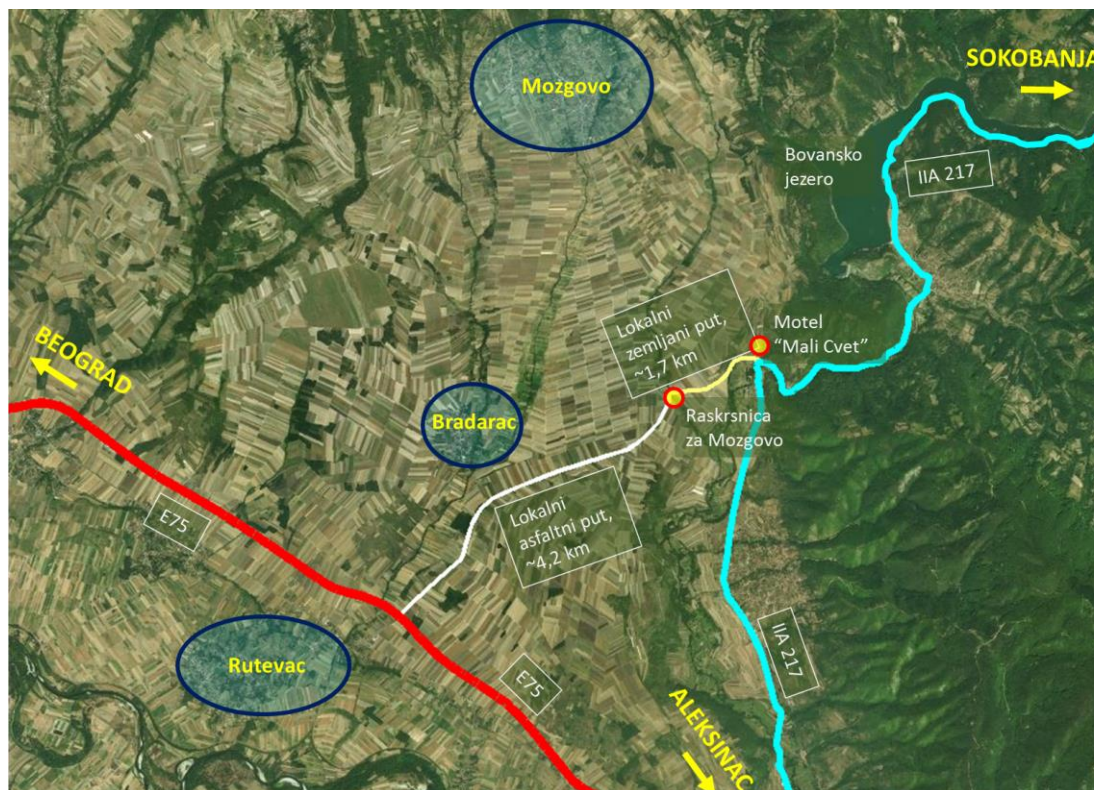 Mozgovo
SOKOBANJA
Bovansko
jezero
IIA 217
Lokalni
zemljani put,
~1,7 km
Motel
“Mali Cvet”
BEOGRAD
Bradarac
Raskrsnica
za Mozgovo
E75
Lokalni
asfaltni put,
~4,2 km
Rutevac
E75
IIA 217
ALEKSINAC